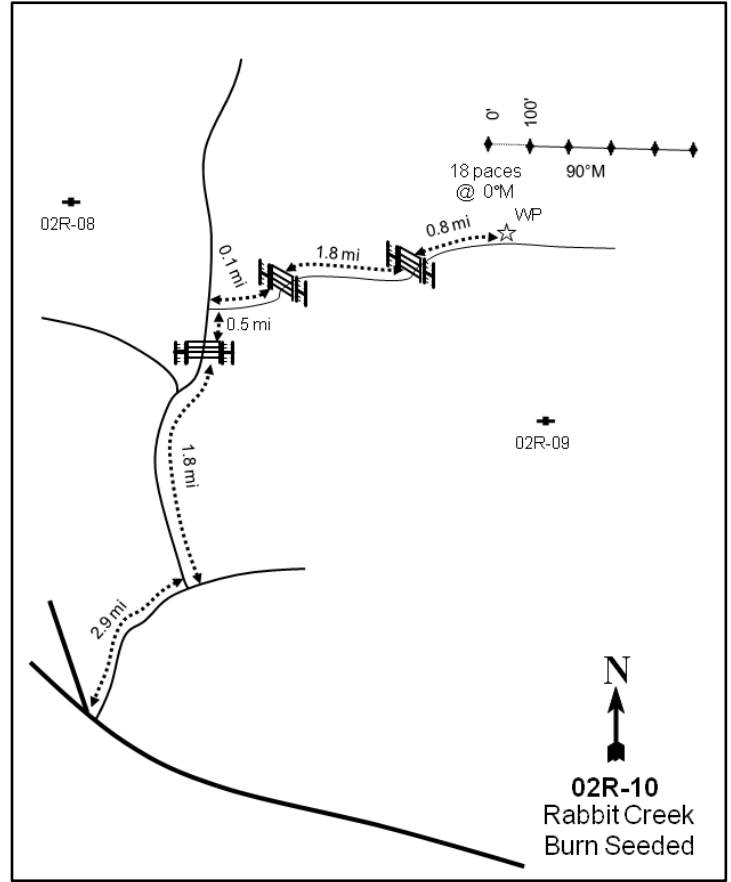 0'
100'
18 paces
@ 0°M
90°M
WP
02R-08
0.8 mi
1.8 mi
0.1 mi
0.5 mi
02R-09
1.8 mi
2.9 mi
N
02R-10
Rabbit Creek
Burn Seeded